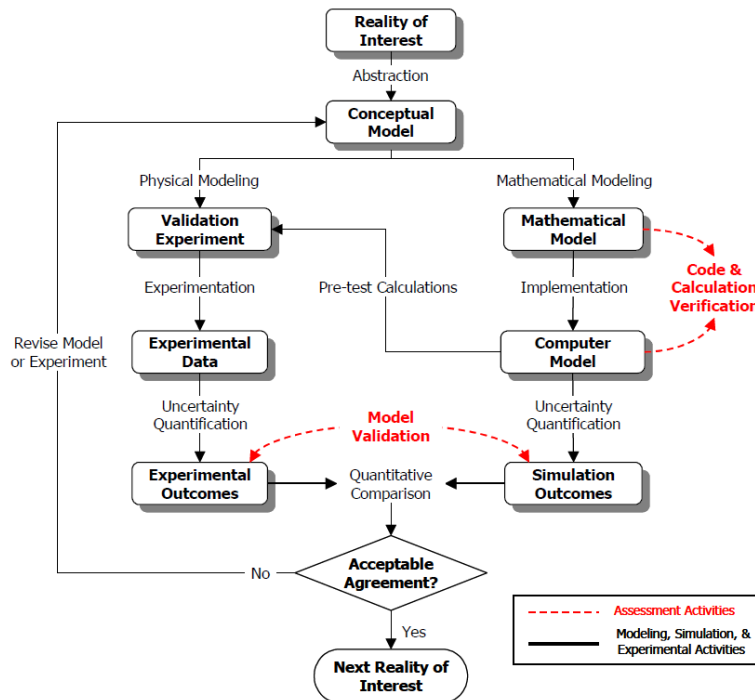 Reality of
Interest
Abstraction
Conceptual
Model
Physical Modeling
Mathematical Modeling
Validation
Experiment
Mathematical
Model
Code &
Calculation
Verification
Experimentation
Pre-test Calculations
Implementation
Revise Model
or Experiment
Experimental
Data
Computer
Model
Uncertainty
Quantification
Model
Validation
Uncertainty
Quantification
Experimental
Outcomes
Quantitative
Comparison
Simulation
Outcomes
Acceptable
Agreement?
No
Yes
Next Reality of
Interest
Assessment Activities
Modeling, Simulation, &
Experimental Activities